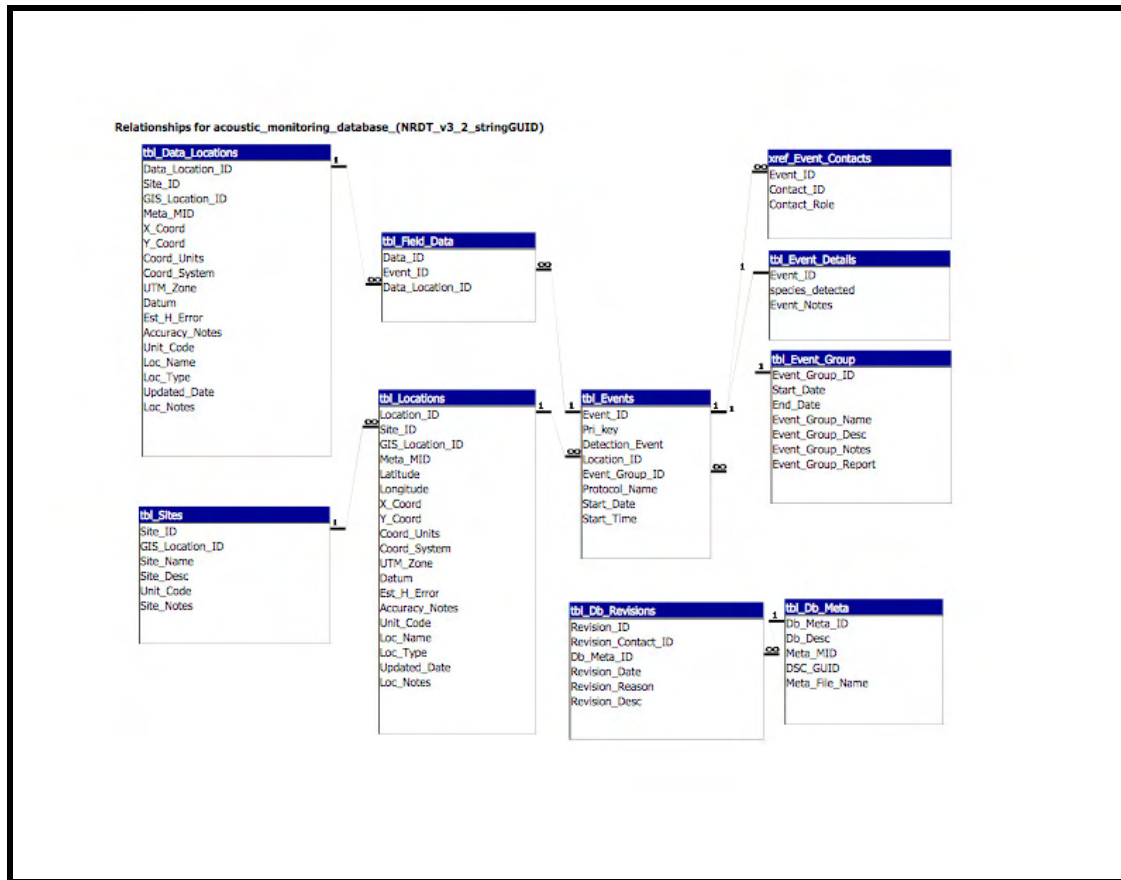 Relationships for acoustic_monitoring_database_(NRDT_v3_2_stringGUID)
tbl_Data_Locations
Data_Location_ID
Site_ID
GIS_Location_ID
Meta_MID
X_Coord
Y_Coord
Coord_Units
Coord_System
UTM_Zone
Datum
Est_H_Error
Accuracy_Notes
Unit_Code
Loc_Name
Loc_Type
Updated_Date
Loc_Notes
1
∞
tbl_Field_Data
Data_ID
Event_ID
Data_Location_ID
∞
1
xref_Event_Contacts
Event_ID
Contact_ID
Contact_Role
∞
tbl_Event_Details
Event_ID
species_detected
Event_Notes
1
tbl_Event_Group
Event_Group_ID
Start_Date
End_Date
Event_Group_Name
Event_Group_Desc
Event_Group_Notes
Event_Group_Report
1
tbl_Sites
Site_ID
GIS_Location_ID
Site_Name
Site_Desc
Unit_Code
Site_Notes
1
∞
tbl_Locations
Location_ID
Site_ID
GIS_Location_ID
Meta_MID
Latitude
Longitude
X_Coord
Y_Coord
Coord_Units
Coord_System
UTM_Zone
Datum
Est_H_Error
Accuracy_Notes
Unit_Code
Loc_Name
Loc_Type
Updated_Date
Loc_Notes
1
∞
tbl_Events
Event_ID
Pri_key
Detection_Event
Location_ID
Event_Group_ID
Protocol_Name
Start_Date
Start_Time
1
1
∞
tbl_Db_Revisions
Revision_ID
Revision_Contact_ID
Db_Meta_ID
Revision_Date
Revision_Reason
Revision_Desc
∞
1
tbl_Db_Meta
Db_Meta_ID
Db_Desc
Meta_MID
DSC_GUID
Meta_File_Name